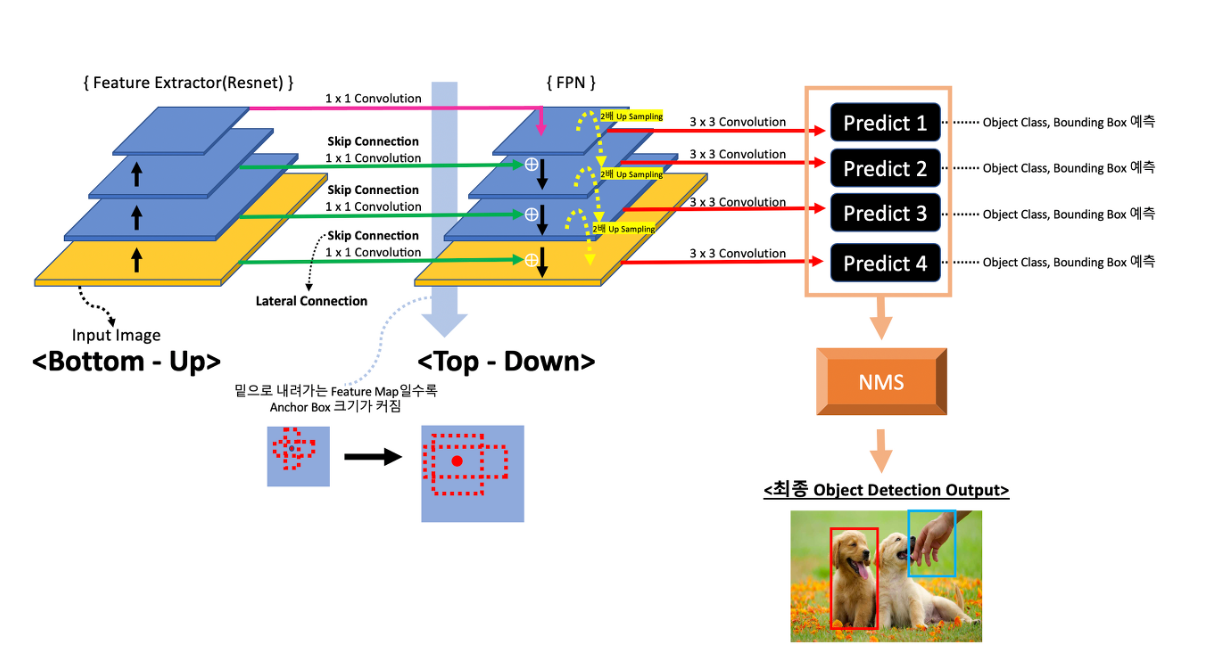 { Feature Extractor(Resnet) }
{ FPN }
1 x 1 Convolution
2배 Up Sampling
3 x 3 Convolution
Predict 1
Object Class, Bounding Box 예측
Skip Connection
1 x 1 Convolution
2배 Up Sampling
3 x 3 Convolution
Predict 2
Object Class, Bounding Box 예측
Skip Connection
1 x 1 Convolution
2배 Up Sampling
3 x 3 Convolution
Predict 3
Object Class, Bounding Box 예측
Skip Connection
1 x 1 Convolution
3 x 3 Convolution
Predict 4
Object Class, Bounding Box 예측
Lateral Connection
Input Image
<Bottom - Up>
<Top - Down>
밑으로 내려가는 Feature Map일수록
Anchor Box 크기가 커짐
NMS
<최종 Object Detection Output>